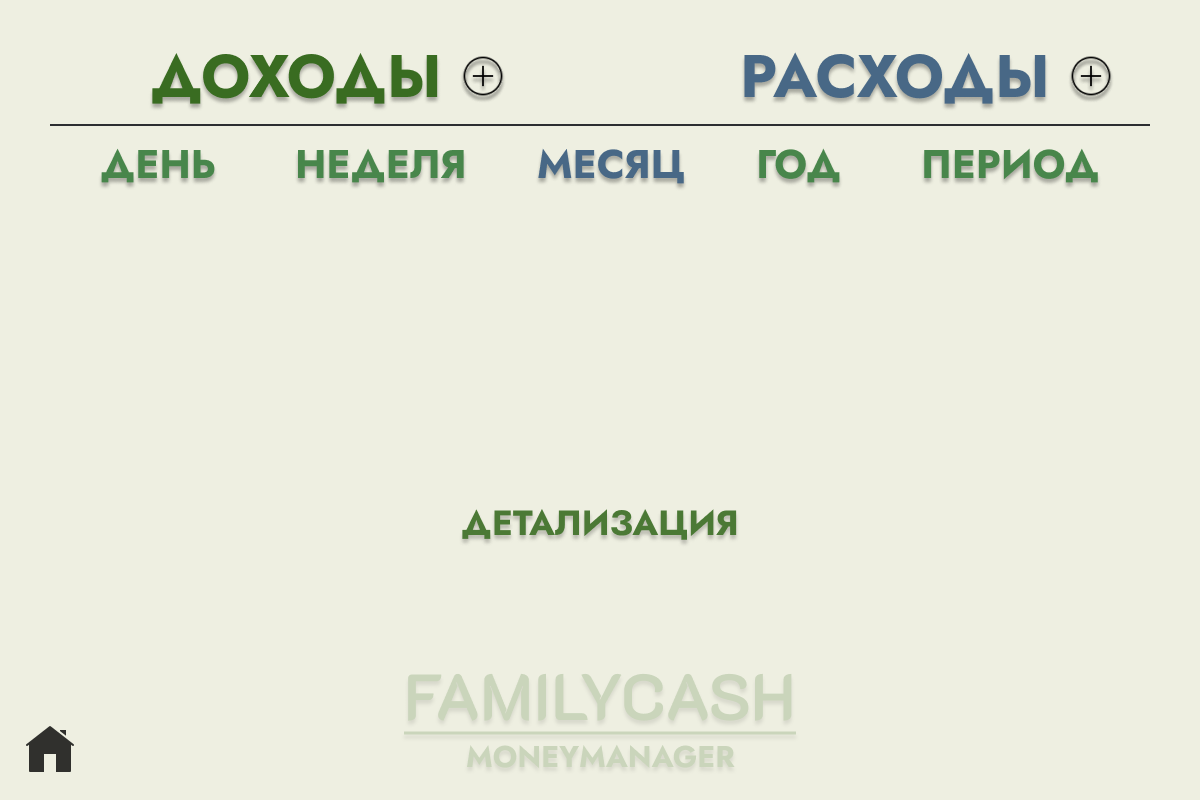 ДОХОДЫ РАСХОДЫ
ДЕНЬ НЕДЕЛЯ МЕСЯЦ ГОД ПЕРИОД
ДЕТАЛИЗАЦИЯ
FAMILYCASH
MONEYMANAGER